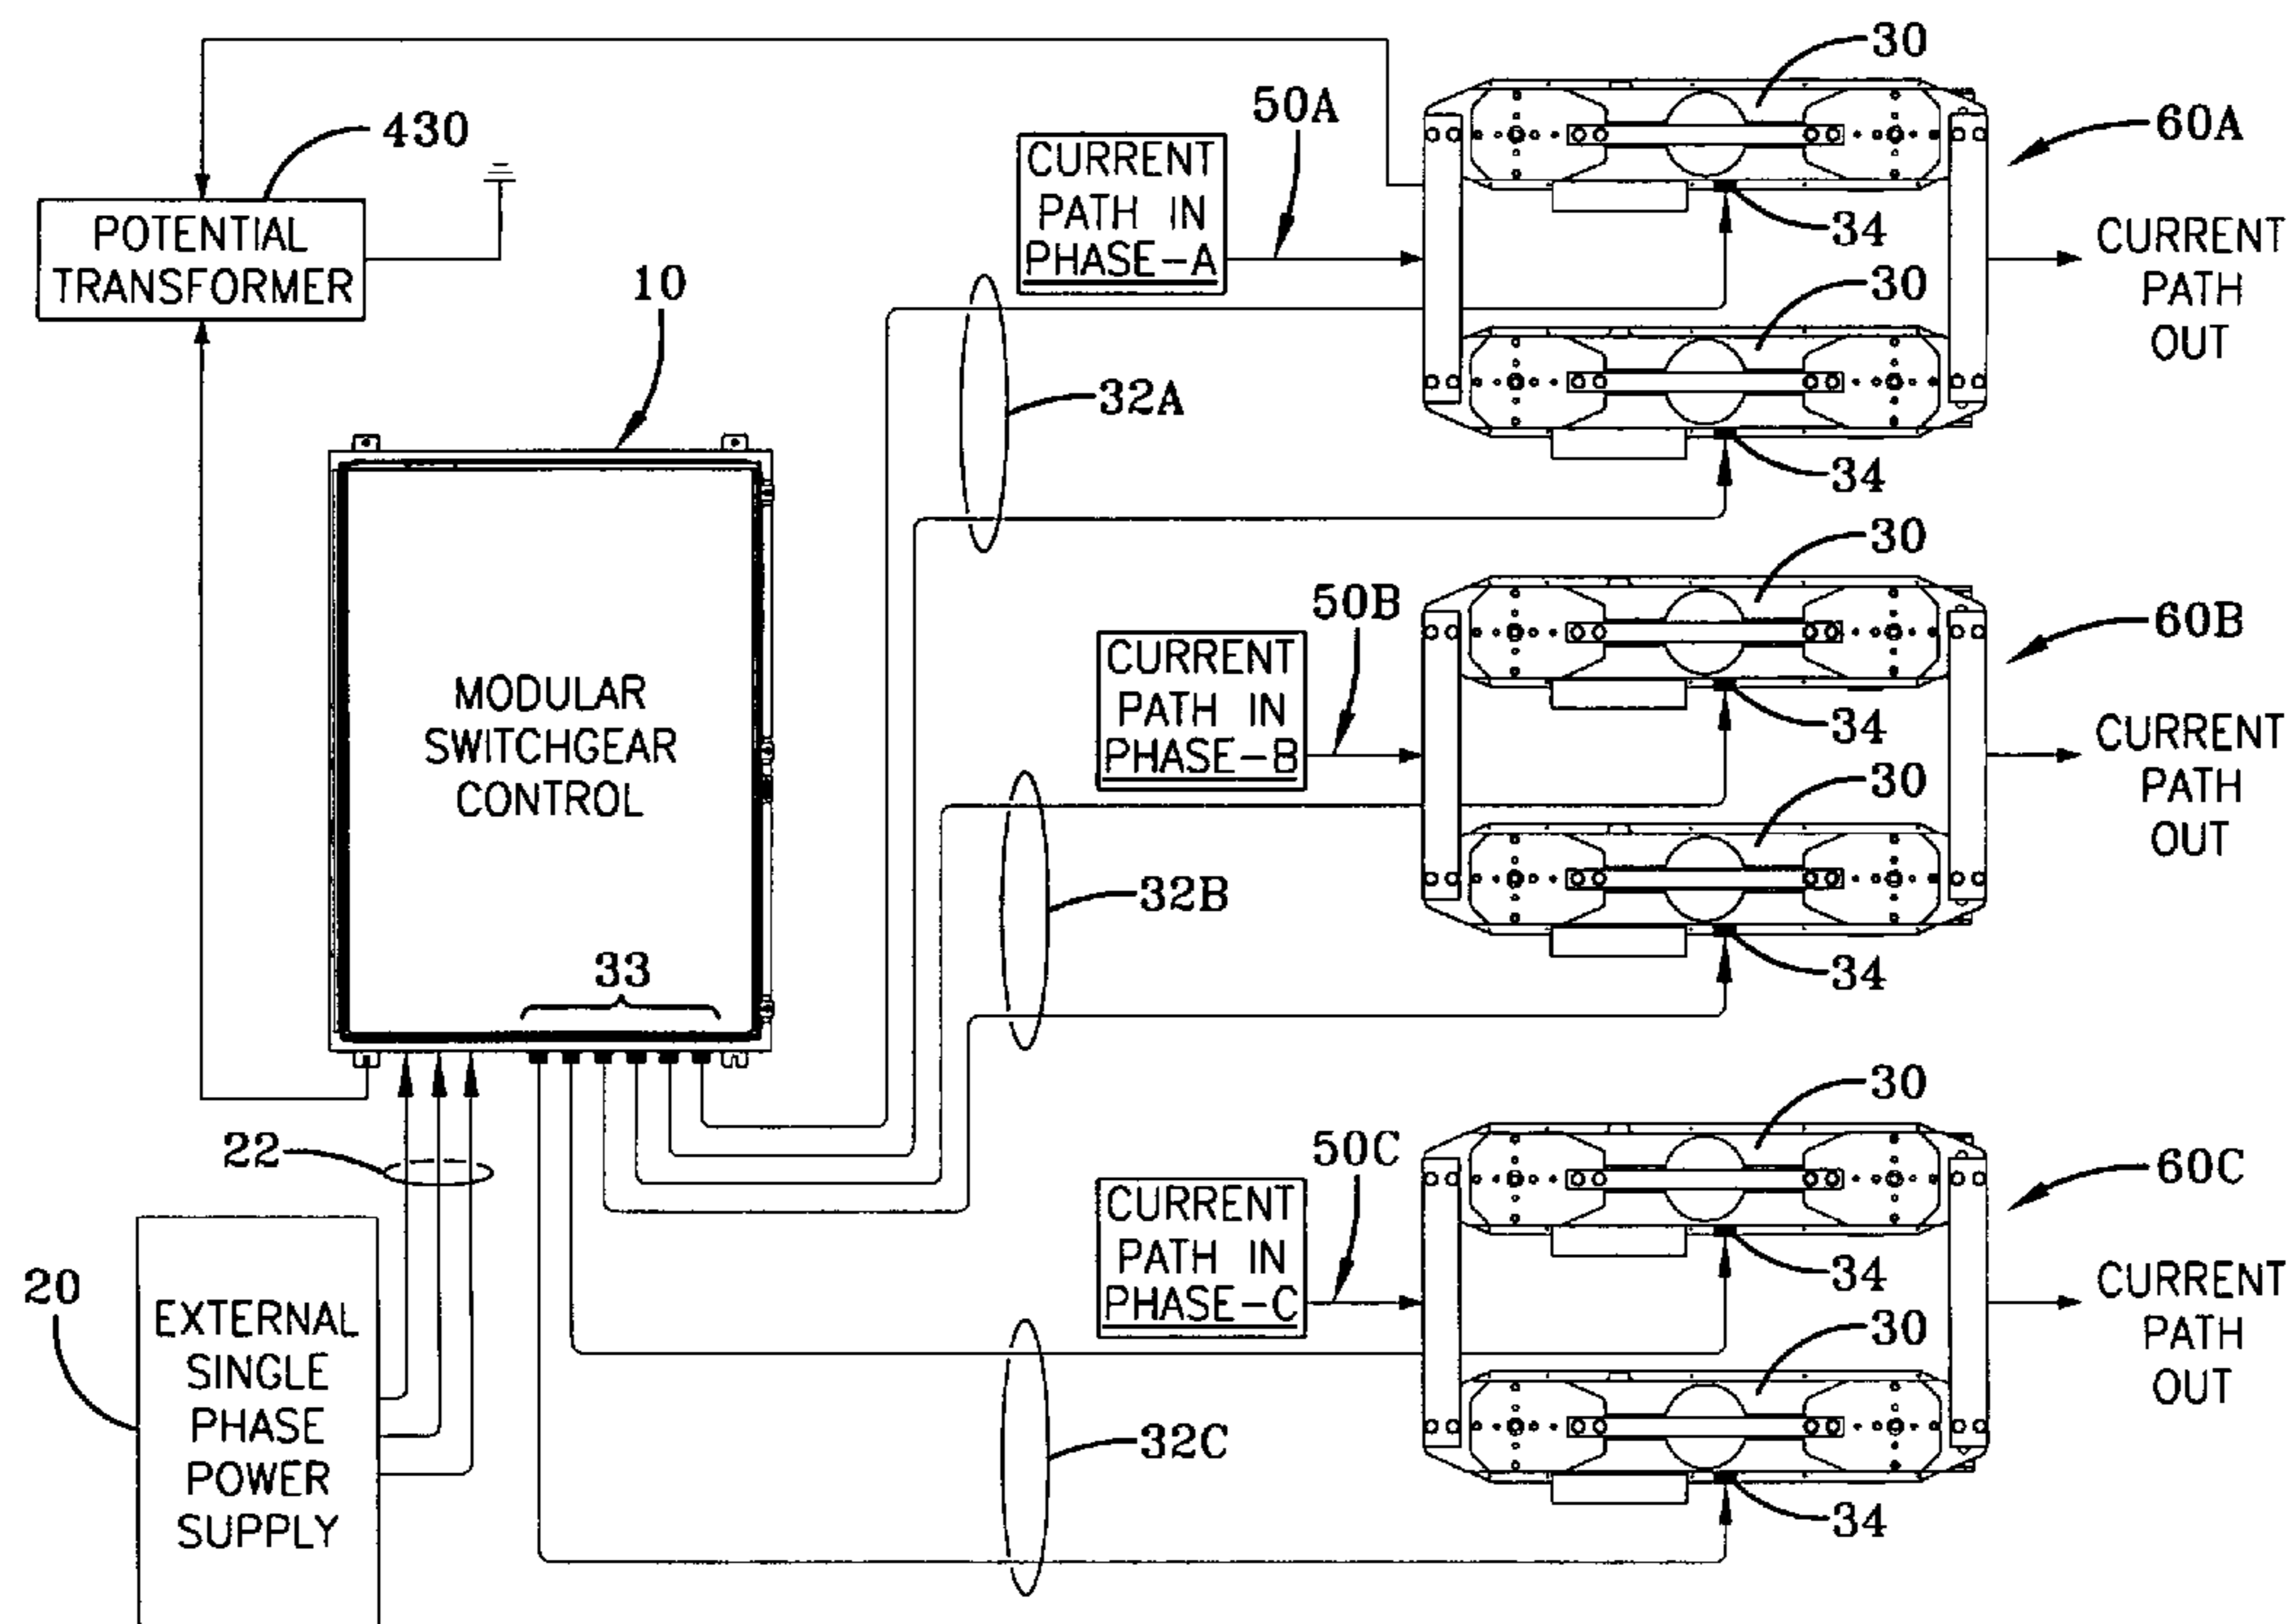 30
50A
60A
430
CURRENT
PATH IN
PHASE-A
POTENTIAL
TRANSFORMER
34
CURRENT
PATH
OUT
10
30
32A
34
30
50B
60B
CURRENT
PATH IN
PHASE-B
MODULAR
SWITCHGEAR
CONTROL
34
CURRENT
PATH
OUT
30
32B
33
34
30
50C
22
60C
CURRENT
PATH IN
PHASE-C
34
CURRENT
PATH
OUT
20
EXTERNAL
SINGLE
PHASE
POWER
SUPPLY
30
32C
34